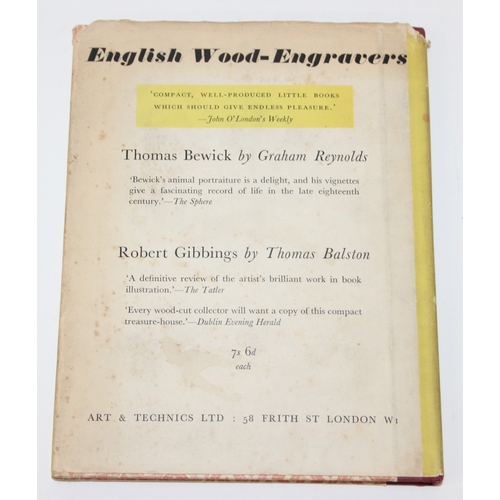 English Wood-Engravers
'COMPACT, WELL-PRODUCED LITTLE BOOKS
WHICH SHOULD GIVE ENDLESS PLEASURE.'
—John O'London's Weekly
Thomas Bewick by Graham Reynolds
'Bewick's animal portraiture is a delight, and his vignettes
give a fascinating record of life in the late eighteenth
century.'—The Sphere
Robert Gibbings by Thomas Balston
'A definitive review of the artist's brilliant work in book
illustration.'—The Tatler
'Every wood-cut collector will want a copy of this compact
treasure-house.'—Dublin Evening Herald
7s 6d
each
ART & TECHNICS LTD : 58 FRITH ST LONDON W1